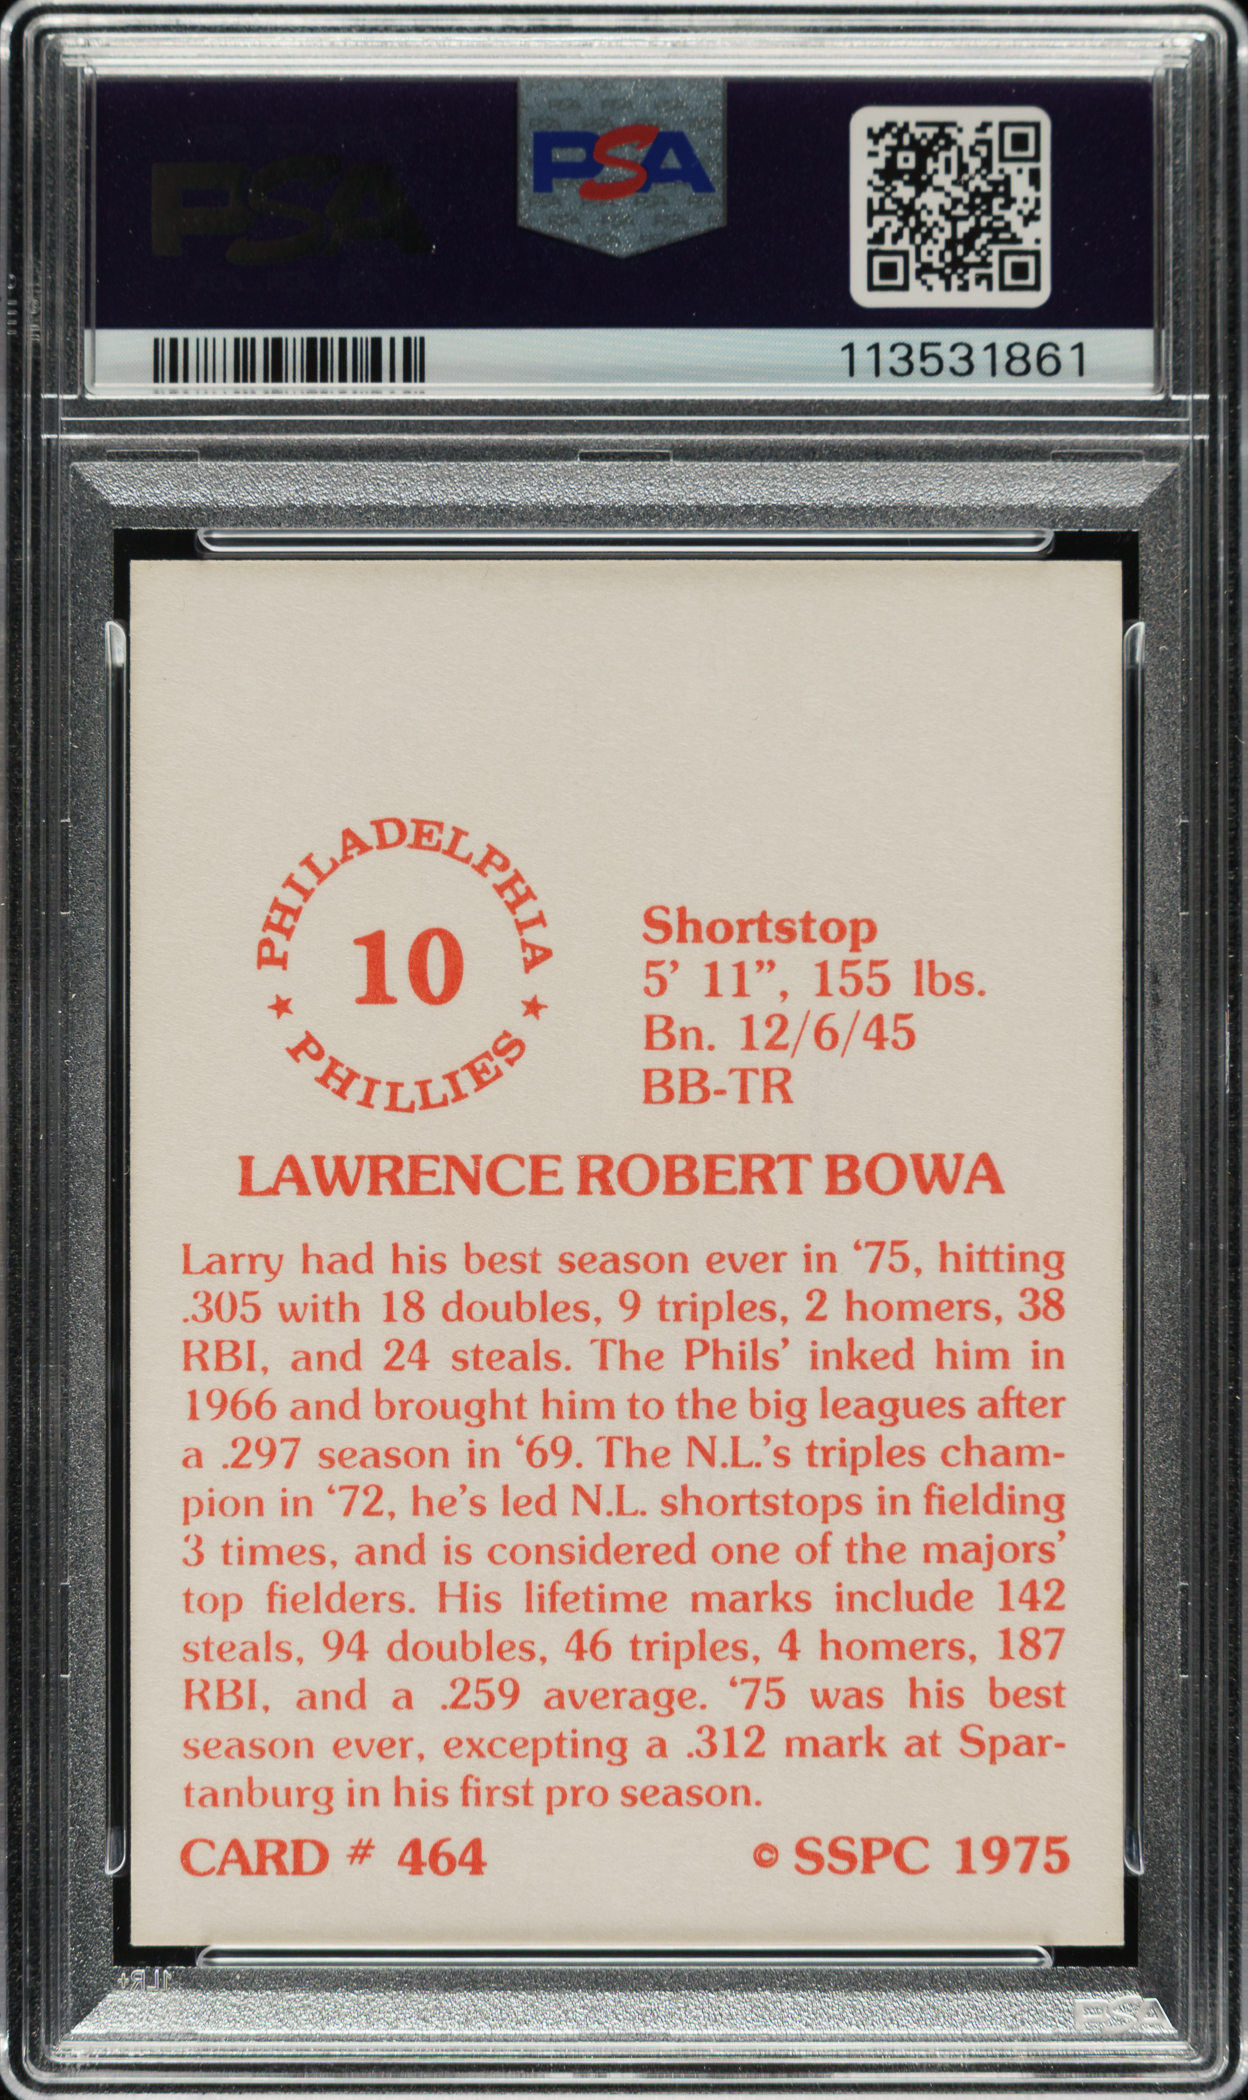 PSA
PSA
113531861
PHILADELPHIA
10
PHILLIES
Shortstop
5’ 11”, 155 lbs.
Bn. 12/6/45
BB-TR
LAWRENCE ROBERT BOWA
Larry had his best season ever in ‘75, hitting
.305 with 18 doubles, 9 triples, 2 homers, 38
RBI, and 24 steals. The Phils’ inked him in
1966 and brought him to the big leagues after
a .297 season in ‘69. The N.L.’s triples cham-
pion in ‘72, he’s led N.L. shortstops in fielding
3 times, and is considered one of the majors’
top fielders. His lifetime marks include 142
steals, 94 doubles, 46 triples, 4 homers, 187
RBI, and a .259 average. ‘75 was his best
season ever, excepting a .312 mark at Spar-
tanburg in his first pro season.
CARD # 464 © SSPC 1975
1LR+
PSA